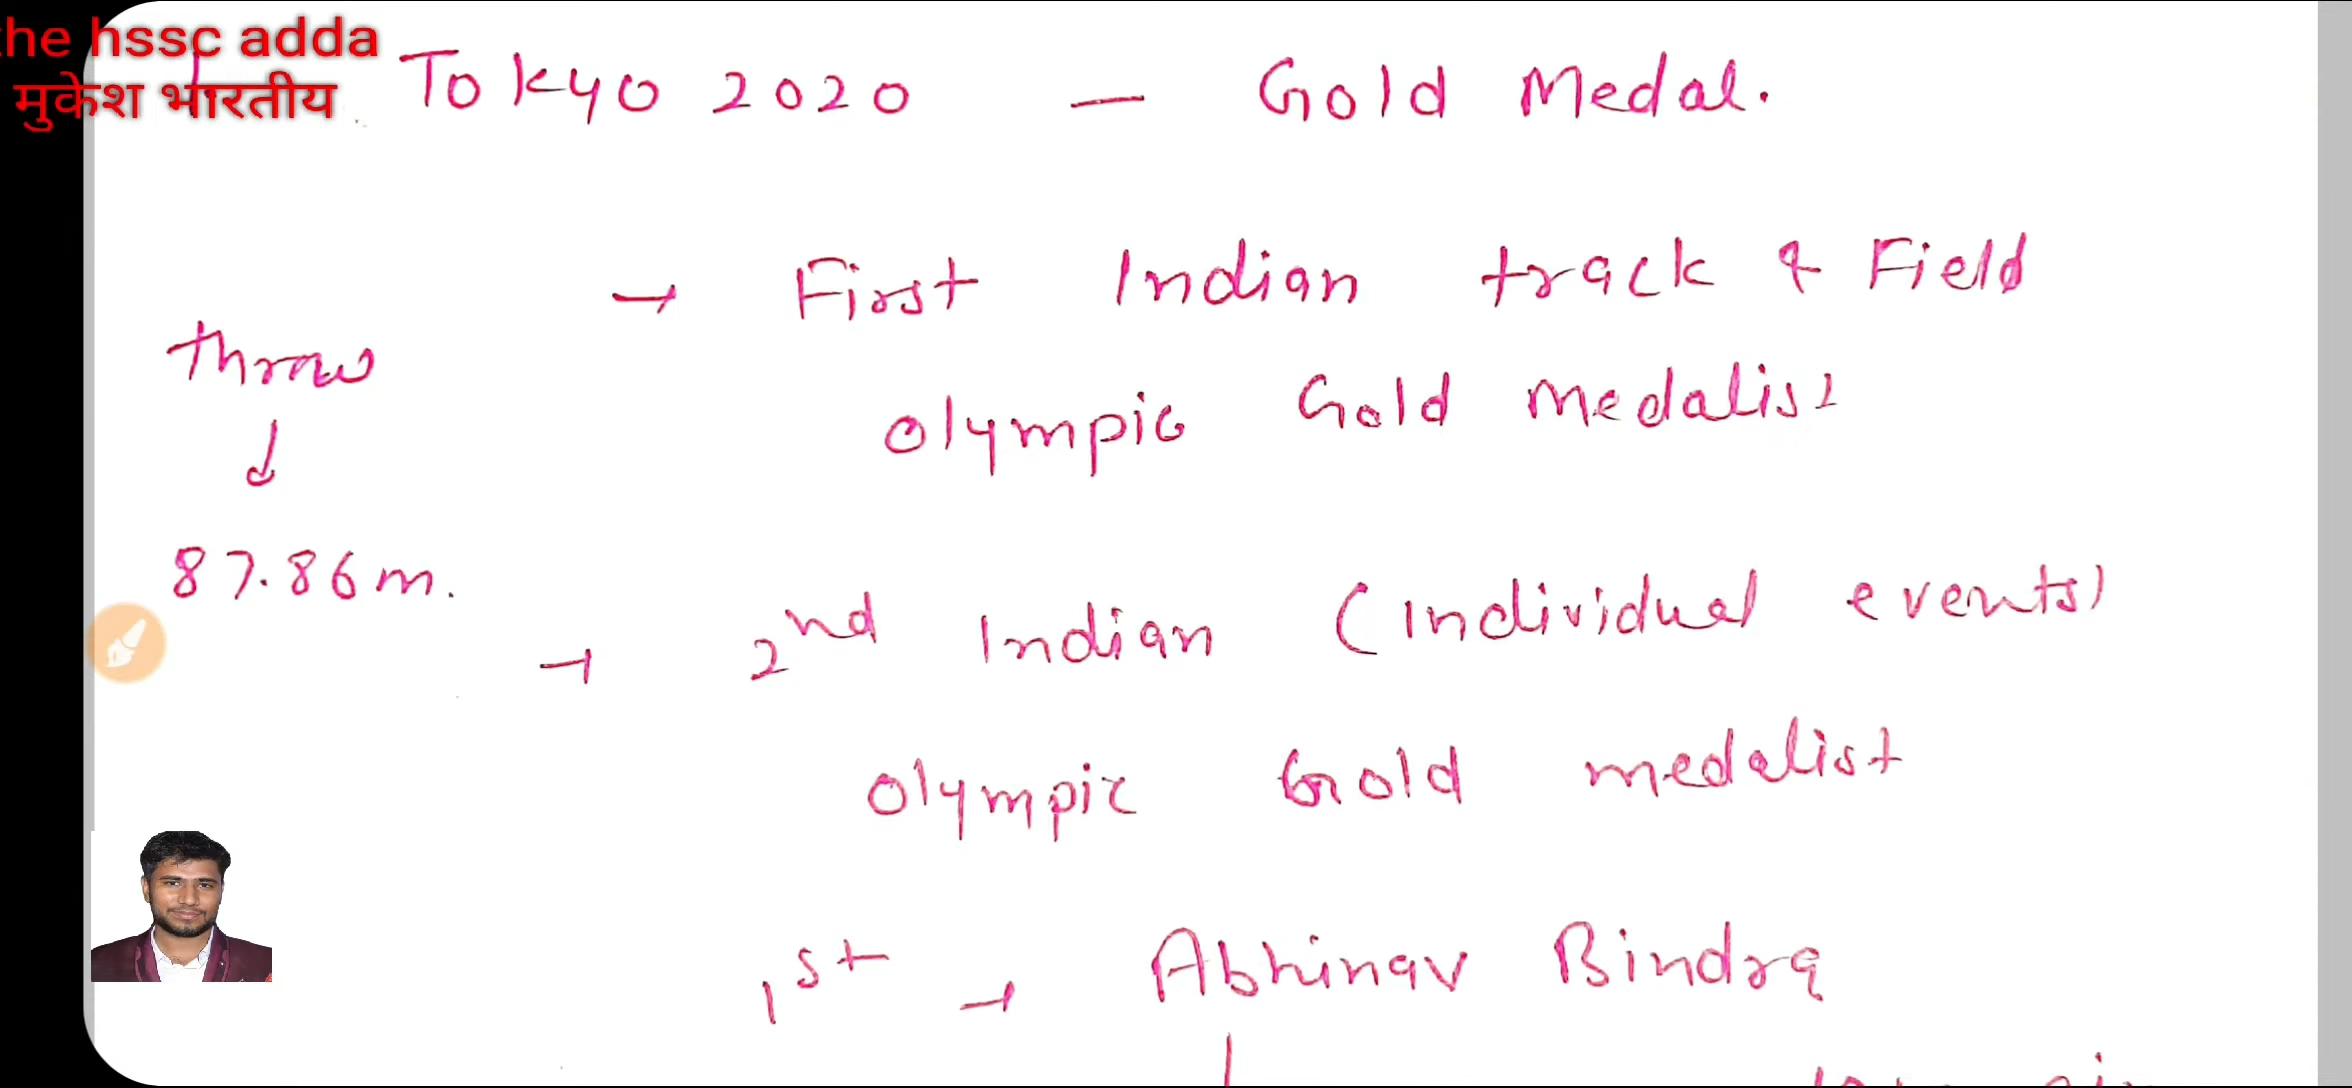 the hssc adda
मुकेश भारतीय
Tokyo 2020 — Gold Medal.
→ First Indian track & Field
throw
Olympic Gold medalist
87.86m.
→ 2nd Indian (Individual events)
Olympic Gold medalist
1st → Abhinav Bindra